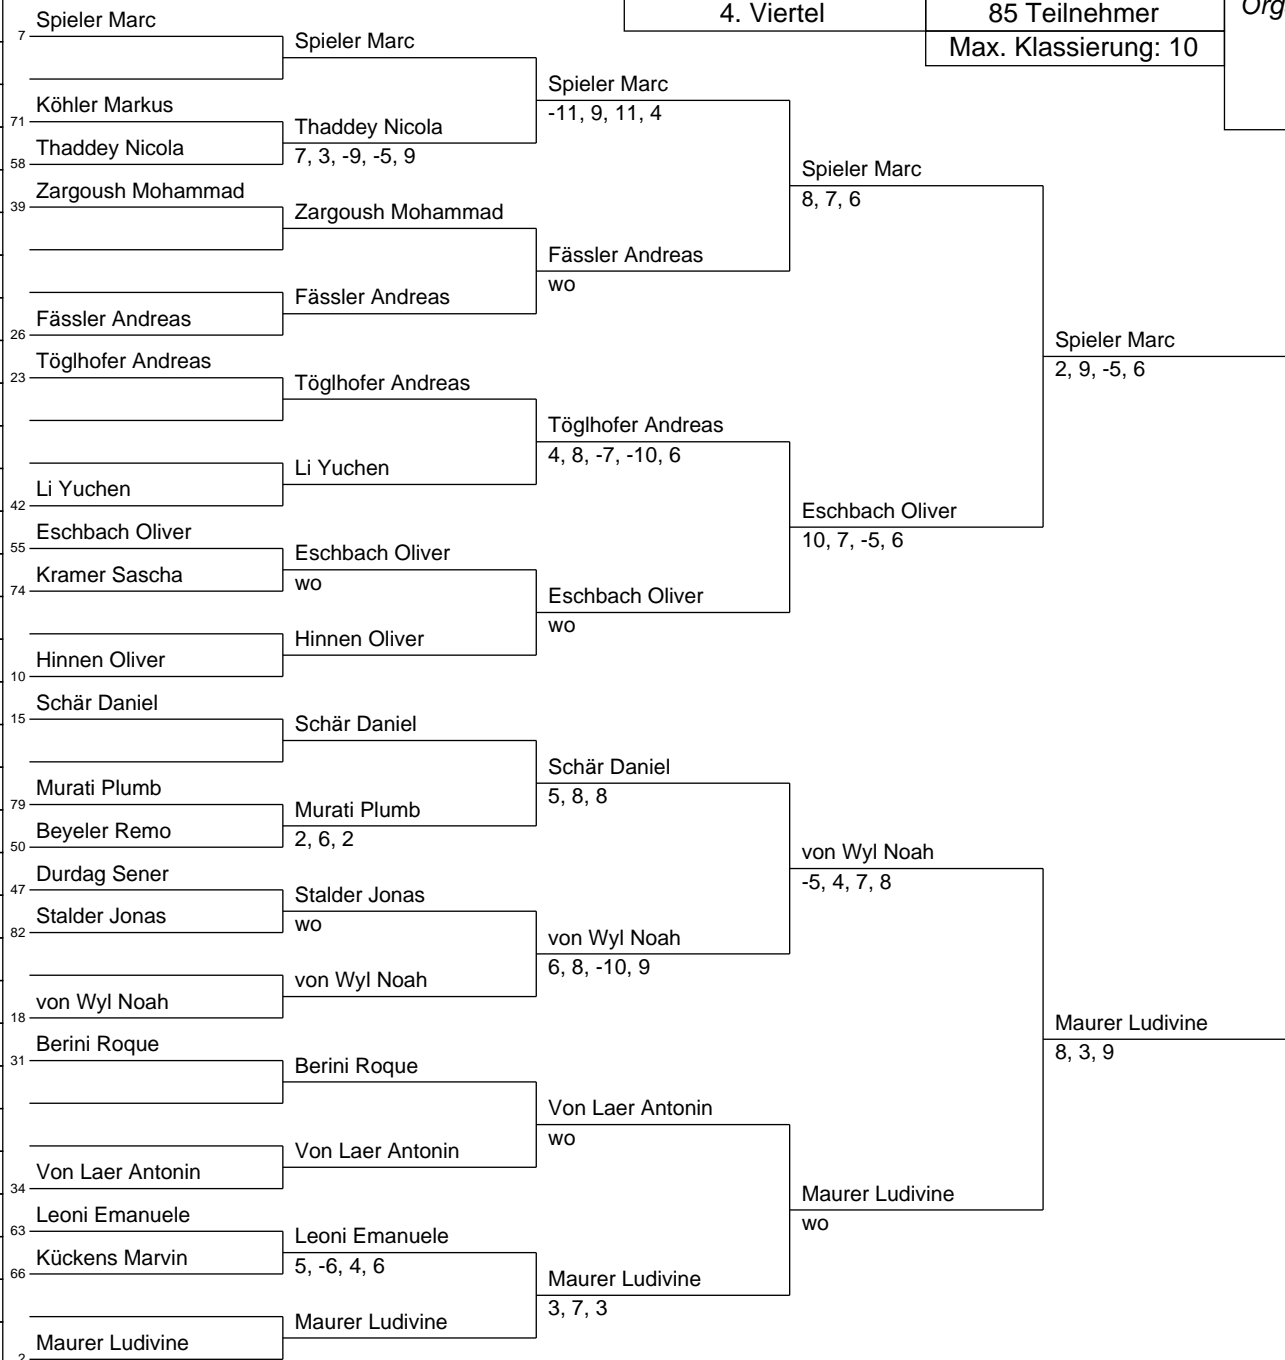 4. Viertel
85 Teilnehmer
Org
Max. Klassierung: 10
7 Spieler Marc
71 Köhler Markus
58 Thaddey Nicola
39 Zargoush Mohammad
26 Fässler Andreas
23 Töglhofer Andreas
42 Li Yuchen
55 Eschbach Oliver
74 Kramer Sascha
10 Hinnen Oliver
15 Schär Daniel
79 Murati Plumb
50 Beyeler Remo
47 Durdag Sener
82 Stalder Jonas
18 von Wyl Noah
31 Berini Roque
34 Von Laer Antonin
63 Leoni Emanuele
66 Kückens Marvin
2 Maurer Ludivine
Spieler Marc
Thaddey Nicola
7, 3, -9, -5, 9
Zargoush Mohammad
Fässler Andreas
Töglhofer Andreas
Li Yuchen
Eschbach Oliver
wo
Hinnen Oliver
Schär Daniel
Murati Plumb
2, 6, 2
Stalder Jonas
wo
von Wyl Noah
Berini Roque
Von Laer Antonin
Leoni Emanuele
5, -6, 4, 6
Maurer Ludivine
Spieler Marc
-11, 9, 11, 4
Fässler Andreas
wo
Töglhofer Andreas
4, 8, -7, -10, 6
Eschbach Oliver
wo
Schär Daniel
5, 8, 8
von Wyl Noah
6, 8, -10, 9
Von Laer Antonin
wo
Maurer Ludivine
3, 7, 3
Spieler Marc
8, 7, 6
Eschbach Oliver
10, 7, -5, 6
von Wyl Noah
-5, 4, 7, 8
Maurer Ludivine
wo
Spieler Marc
2, 9, -5, 6
Maurer Ludivine
8, 3, 9